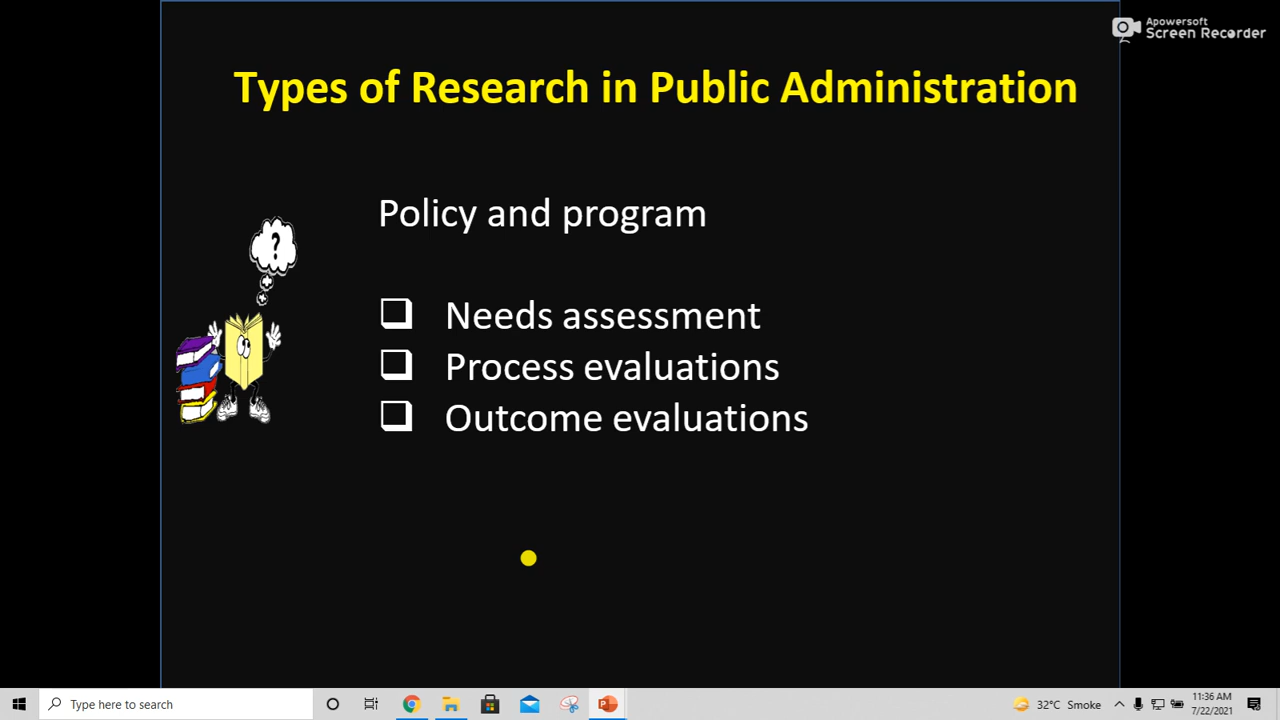 Apowersoft
Screen Recorder
Types of Research in Public Administration
Policy and program
?
Needs assessment
Process evaluations
Outcome evaluations
Type here to search
32°C Smoke
11:36 AM
7/22/2021